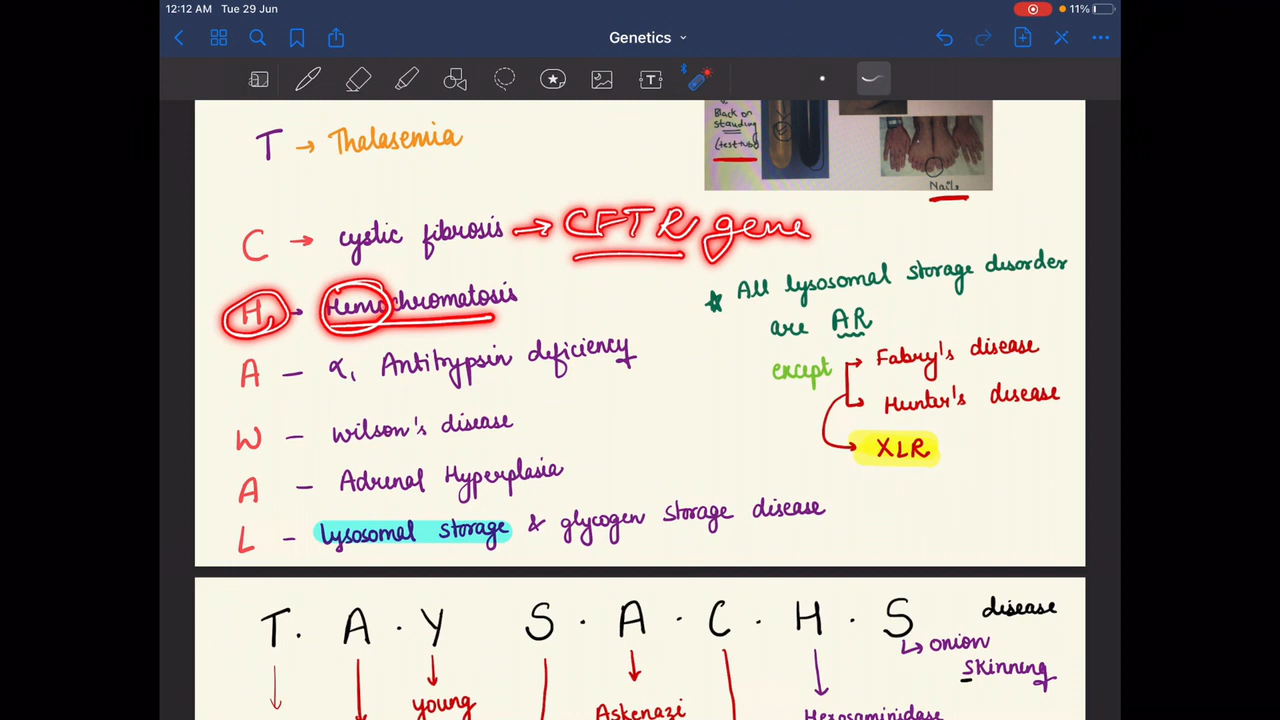 12:12 AM Tue 29 Jun
11%
Genetics
Black on
standing
(test tube
Nails
T → Thalasemia
C → cystic fibrosis → CFTR gene
H → Hemochromatosis
A - α1 Antitrypsin deficiency
W - Wilson's disease
A - Adrenal Hyperplasia
L - lysosomal storage & glycogen storage disease
* All lysosomal storage disorder
are AR
except
Fabry's disease
Hunter's disease
XLR
T. A. Y S. A. C. H. S disease
↳ onion
skinning
young
Askenazi
Hexosaminidase